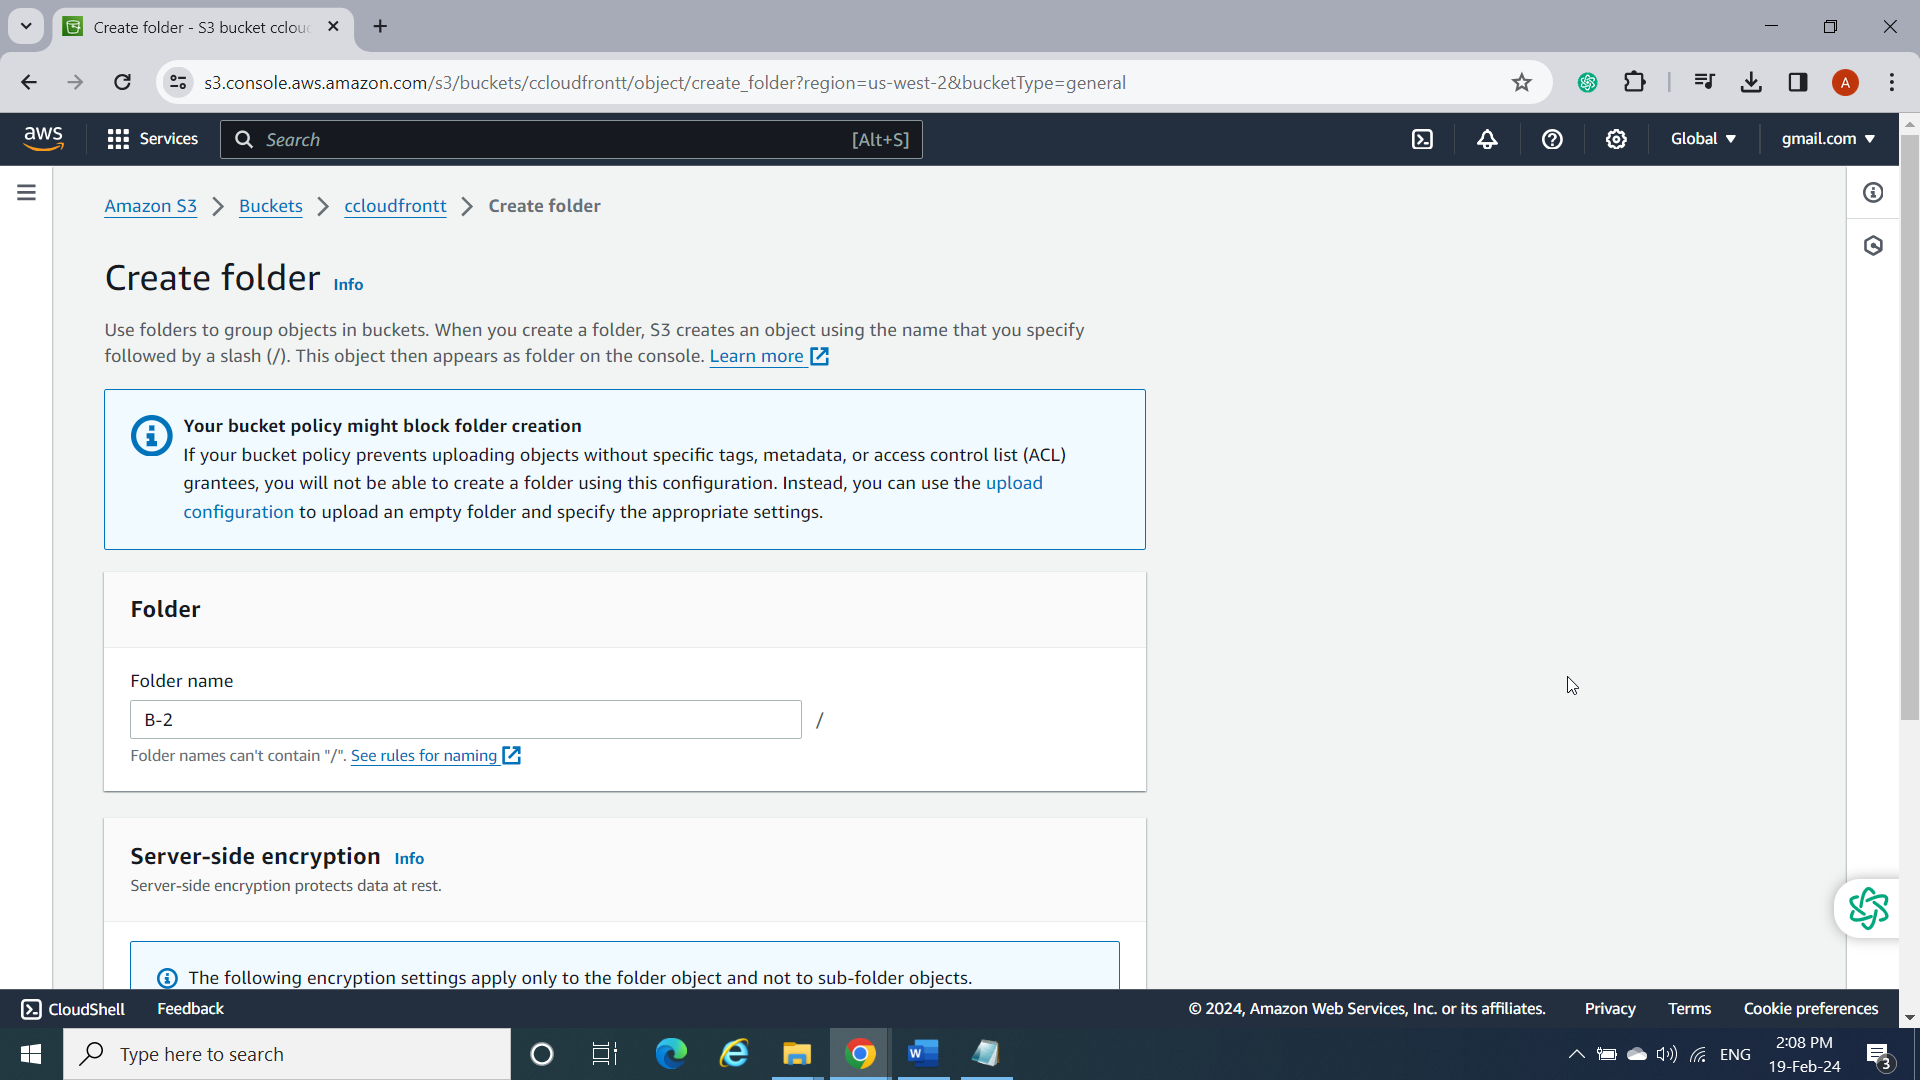 Create folder - S3 bucket cclou
s3.console.aws.amazon.com/s3/buckets/ccloudfrontt/object/create_folder?region=us-west-2&bucketType=general
A
aws
Services
Search
[Alt+S]
Global
gmail.com
Amazon S3 > Buckets > ccloudfrontt > Create folder
Create folder Info
Use folders to group objects in buckets. When you create a folder, S3 creates an object using the name that you specify
followed by a slash (/). This object then appears as folder on the console. Learn more
Your bucket policy might block folder creation
If your bucket policy prevents uploading objects without specific tags, metadata, or access control list (ACL)
grantees, you will not be able to create a folder using this configuration. Instead, you can use the upload
configuration to upload an empty folder and specify the appropriate settings.
Folder
Folder name
B-2 /
Folder names can't contain "/". See rules for naming
Server-side encryption Info
Server-side encryption protects data at rest.
The following encryption settings apply only to the folder object and not to sub-folder objects.
CloudShell Feedback © 2024, Amazon Web Services, Inc. or its affiliates. Privacy Terms Cookie preferences
Type here to search
ENG
2:08 PM
19-Feb-24
3